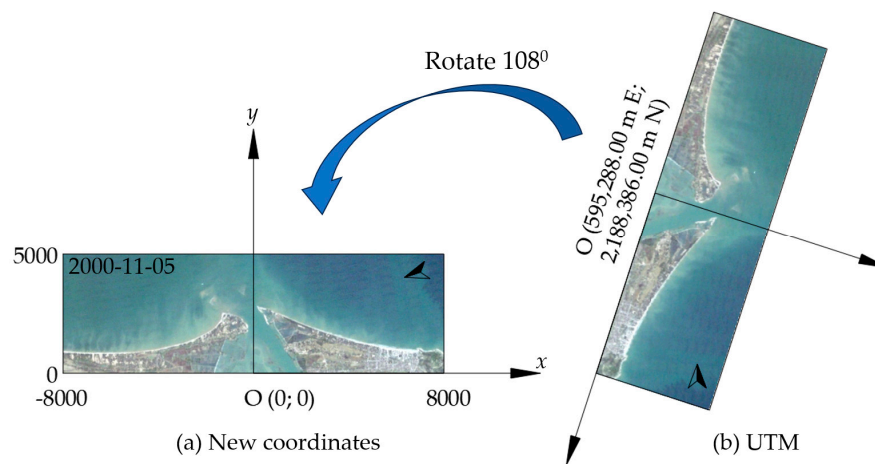 Rotate 108⁰
y
5000
2000-11-05
0
x
-8000
O (0; 0)
8000
(a) New coordinates
O (595,288.00 m E;
2,188,386.00 m N)
(b) UTM